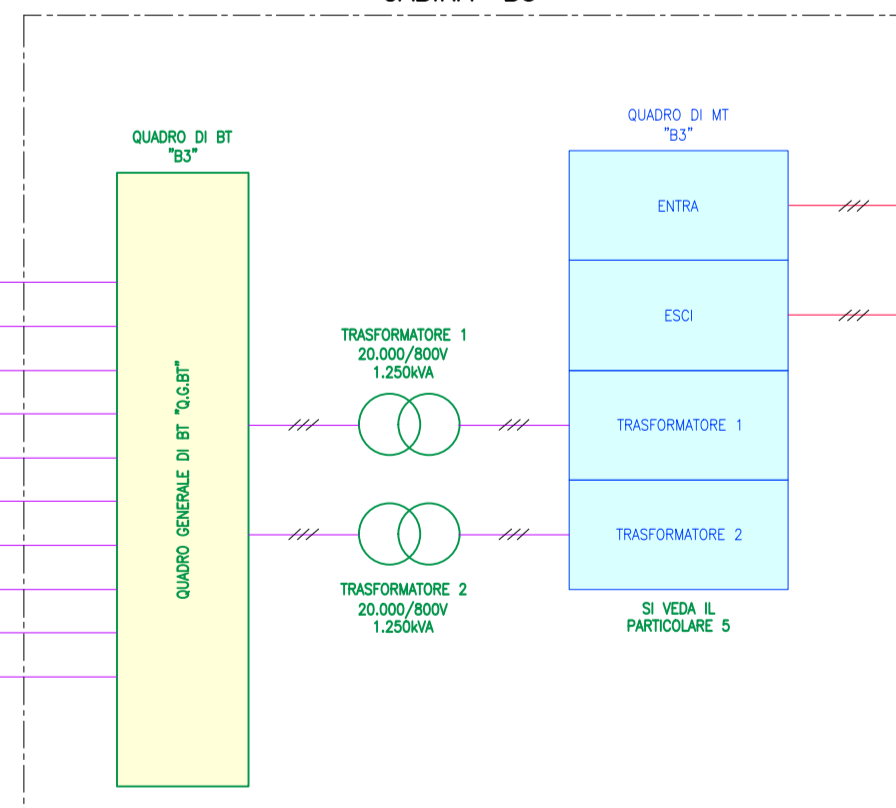 QUADRO DI BT
"B3"
QUADRO GENERALE DI BT "Q.G.BT"
TRASFORMATORE 1
20.000/800V
1.250kVA
TRASFORMATORE 2
20.000/800V
1.250kVA
QUADRO DI MT
"B3"
ENTRA
ESCI
TRASFORMATORE 1
TRASFORMATORE 2
SI VEDA IL
PARTICOLARE 5